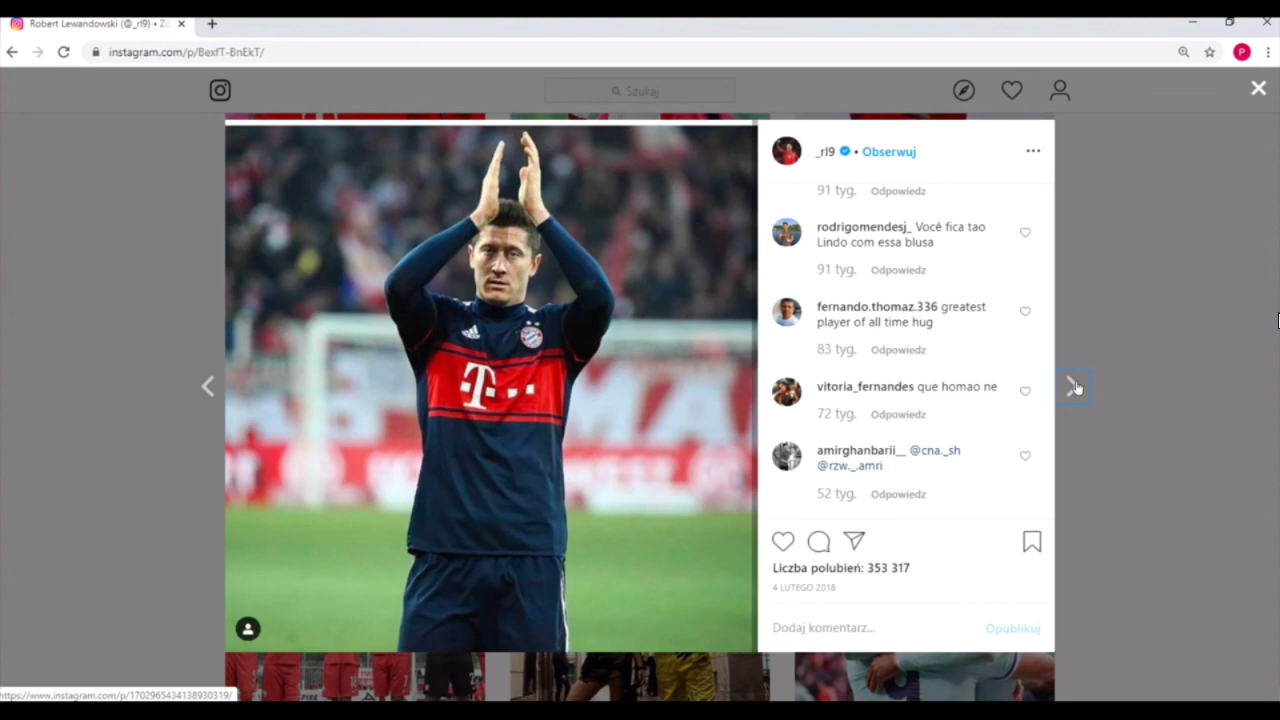 Robert Lewandowski (@_rl9) • Z
instagram.com/p/BexfT-BnEkT/
P
Szukaj
_rl9 • Obserwuj
91 tyg. Odpowiedz
rodrigomendesj_ Você fica tao
Lindo com essa blusa
91 tyg. Odpowiedz
fernando.thomaz.336 greatest
player of all time hug
83 tyg. Odpowiedz
vitoria_fernandes que homao ne
72 tyg. Odpowiedz
amirghanbarii__ @cna._sh
@rzw._.amri
52 tyg. Odpowiedz
Liczba polubień: 353 317
4 LUTEGO 2018
Dodaj komentarz... Opublikuj
T
https://www.instagram.com/p/1702965434138930319/